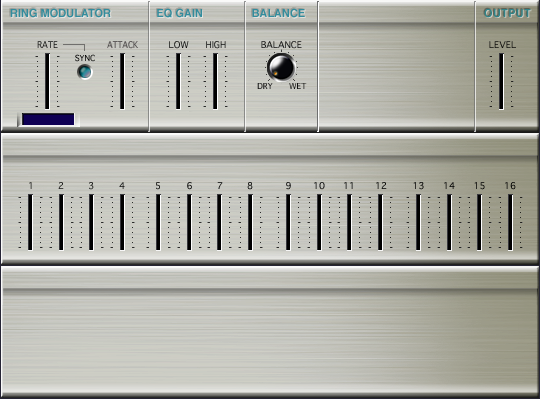 RING MODULATOR EQ GAIN BALANCE OUTPUT
RATE ATTACK LOW HIGH BALANCE LEVEL
SYNC
DRY WET
1 2 3 4 5 6 7 8 9 10 11 12 13 14 15 16